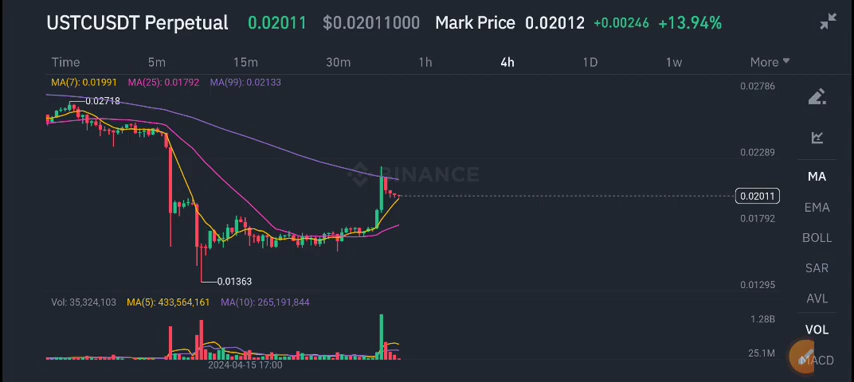 USTCUSDT Perpetual 0.02011 $0.02011000 Mark Price 0.02012 +0.00246 +13.94%
Time 5m 15m 30m 1h 4h 1D 1w More
MA(7): 0.01991 MA(25): 0.01792 MA(99): 0.02133
0.02786
0.02718
0.02289
BINANCE
MA
0.02011
EMA
0.01792
BOLL
SAR
0.01363
0.01295
AVL
Vol: 35,324,103 MA(5): 433,564,161 MA(10): 265,191,844
1.28B
VOL
25.1M
MACD
2024-04-15 17:00